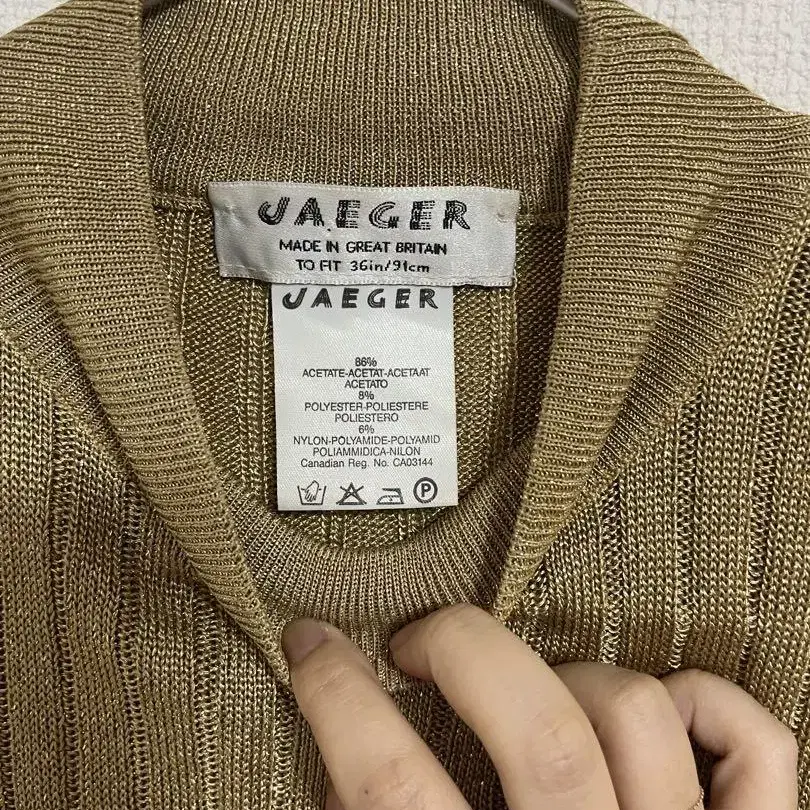 JAEGER
MADE IN GREAT BRITAIN
TO FIT 36in/91cm
JAEGER
86%
ACETATE-ACETAT-ACETAAT
ACETATO
8%
POLYESTER-POLIESTERE
POLIESTERO
6%
NYLON-POLYAMIDE-POLYAMID
POLIAMMIDICA-NILON
Canadian Reg. No. CA03144
P